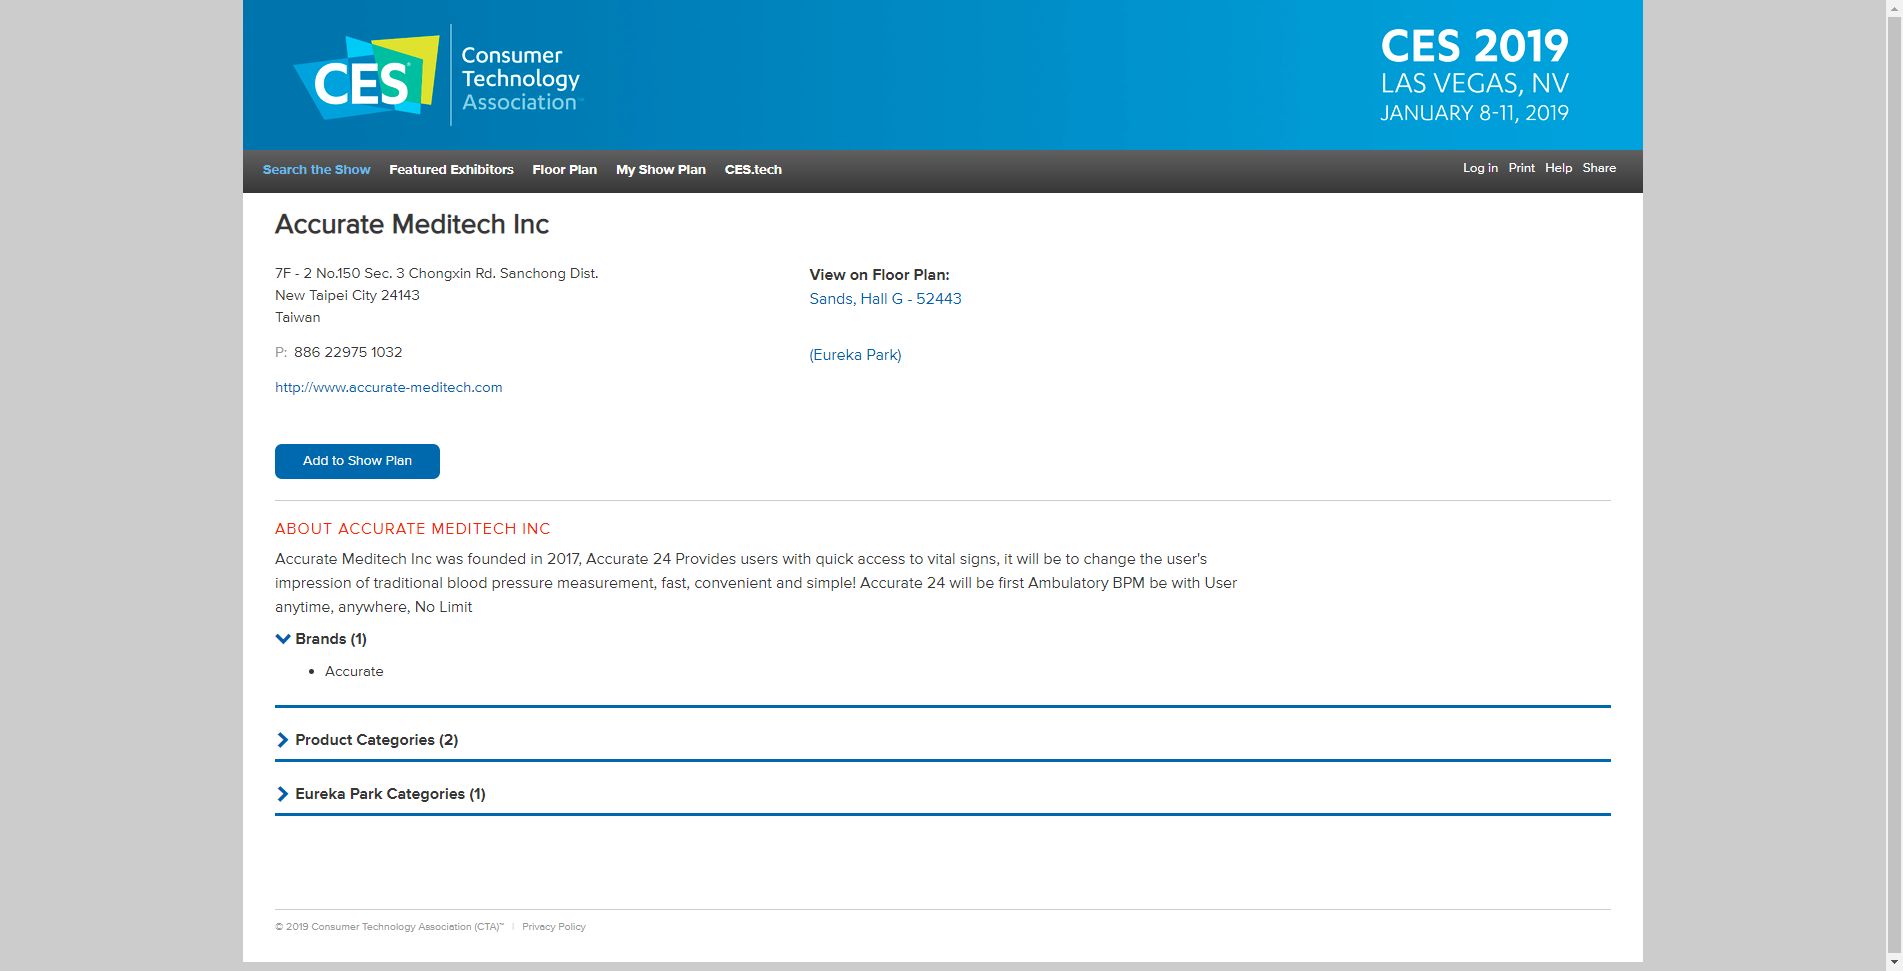 CES
Consumer
Technology
Association
CES 2019
LAS VEGAS, NV
JANUARY 8-11, 2019
Search the Show Featured Exhibitors Floor Plan My Show Plan CES.tech Log in Print Help Share
Accurate Meditech Inc
7F - 2 No.150 Sec. 3 Chongxin Rd. Sanchong Dist.
New Taipei City 24143
Taiwan
P: 886 22975 1032
http://www.accurate-meditech.com
View on Floor Plan:
Sands, Hall G - 52443
(Eureka Park)
Add to Show Plan
ABOUT ACCURATE MEDITECH INC
Accurate Meditech Inc was founded in 2017, Accurate 24 Provides users with quick access to vital signs, it will be to change the user's
impression of traditional blood pressure measurement, fast, convenient and simple! Accurate 24 will be first Ambulatory BPM be with User
anytime, anywhere, No Limit
Brands (1)
• Accurate
Product Categories (2)
Eureka Park Categories (1)
© 2019 Consumer Technology Association (CTA)™ | Privacy Policy